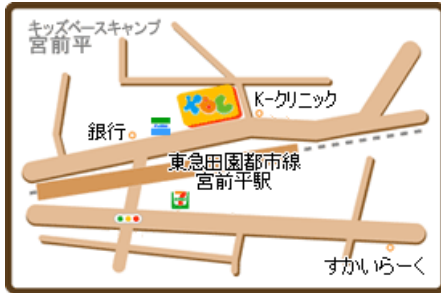 キッズベースキャンプ
宮前平
K-クリニック
銀行
東急田園都市線
宮前平駅
すかいらーく